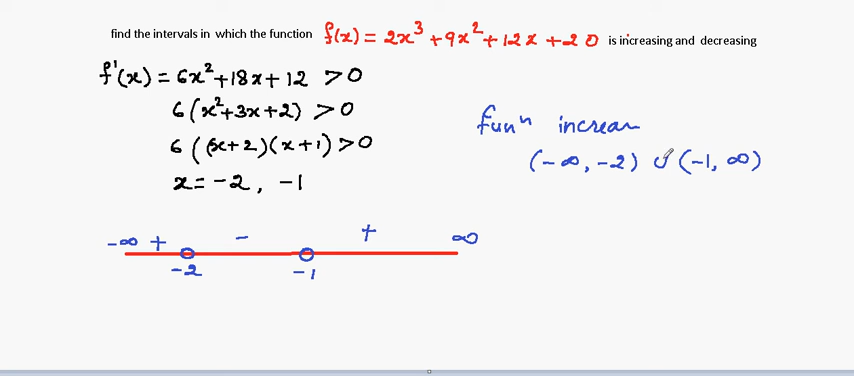 find the intervals in which the function f(x) = 2x³ + 9x² + 12x + 20 is increasing and decreasing
f'(x) = 6x² + 18x + 12 > 0
6(x² + 3x + 2) > 0
6((x + 2)(x + 1) > 0
x = -2, -1
funⁿ increan
(-∞, -2) ∪ (-1, ∞)
-∞ + - + ∞
-2 -1